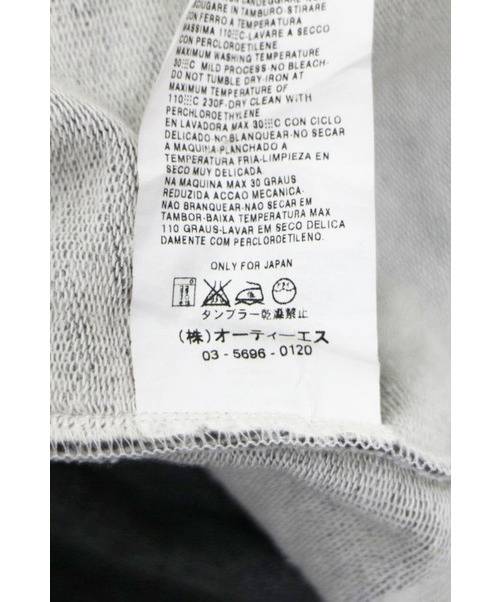 OUGARE IN TAMBURO-STIRARE
CON FERRO A TEMPERATURA
MASSIMA 110░C-LAVARE A SECCO
CON PERCLOROETILENE
MAXIMUM WASHING TEMPERATURE
30░C MILD PROCESS-NO BLEACH-
DO NOT TUMBLE DRY-IRON AT
MAXIMUM TEMPERATURE OF
110░C 230F-DRY CLEAN WITH
PERCLOROETHYLENE
EN LAVADORA MAX 30░C CON CICLO
DELICADO-NO BLANQUEAR-NO SECAR
A MAQUINA-PLANCHADO A
TEMPERATURA FRIA-LIMPIEZA EN
SECO MUY DELICADA
NA MAQUINA MAX 30 GRAUS
REDUZIDA ACCAO MECANICA-
NÃO BRANQUEAR-NÃO SECAR EM
TAMBOR-BAIXA TEMPERATURA MAX
110 GRAUS-LAVAR EM SECO DELICA
DAMENTE COM PERCLOROETILENO.
ONLY FOR JAPAN
タンブラー乾燥禁止
(株)オーティーエス
03-5696-0120